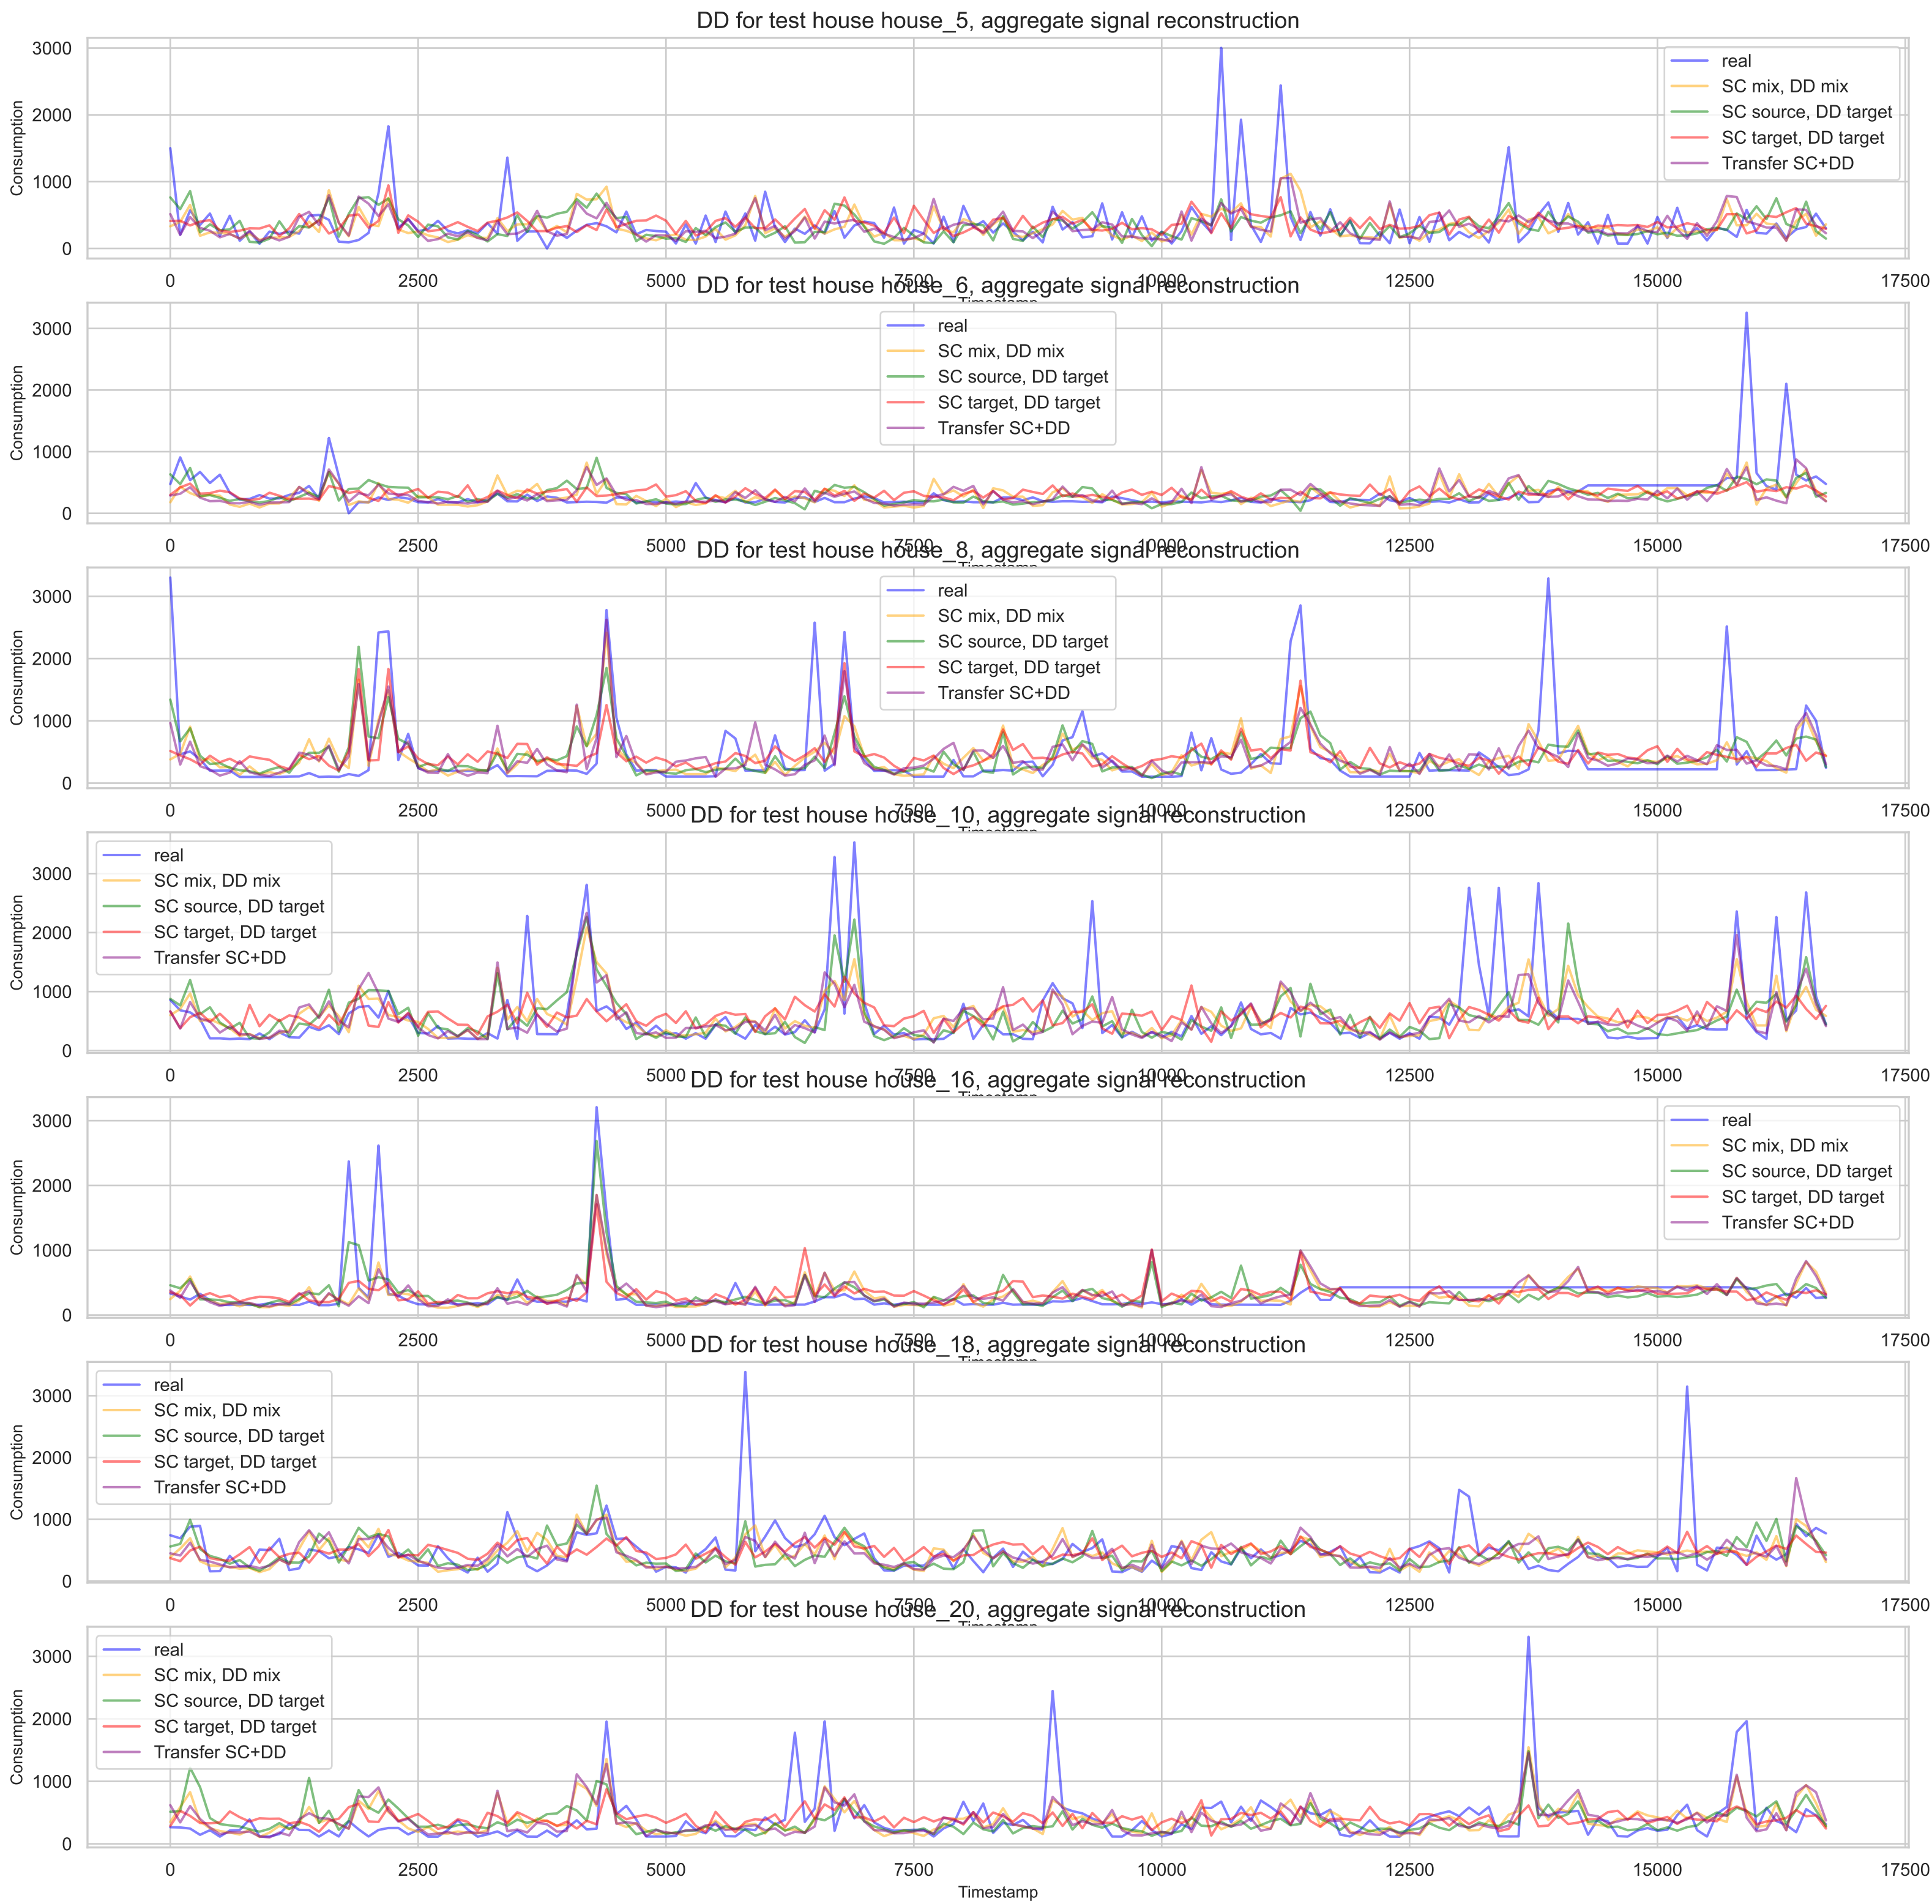 DD for test house house_5, aggregate signal reconstruction
3000
2000
1000
0
Consumption
real
SC mix, DD mix
SC source, DD target
SC target, DD target
Transfer SC+DD
0 2500 5000 7500 10000 12500 15000 17500
Timestamp
DD for test house house_6, aggregate signal reconstruction
3000
2000
1000
0
Consumption
real
SC mix, DD mix
SC source, DD target
SC target, DD target
Transfer SC+DD
0 2500 5000 7500 10000 12500 15000 17500
Timestamp
DD for test house house_8, aggregate signal reconstruction
3000
2000
1000
0
Consumption
real
SC mix, DD mix
SC source, DD target
SC target, DD target
Transfer SC+DD
0 2500 5000 7500 10000 12500 15000 17500
Timestamp
DD for test house house_10, aggregate signal reconstruction
3000
2000
1000
0
Consumption
real
SC mix, DD mix
SC source, DD target
SC target, DD target
Transfer SC+DD
0 2500 5000 7500 10000 12500 15000 17500
Timestamp
DD for test house house_16, aggregate signal reconstruction
3000
2000
1000
0
Consumption
real
SC mix, DD mix
SC source, DD target
SC target, DD target
Transfer SC+DD
0 2500 5000 7500 10000 12500 15000 17500
Timestamp
DD for test house house_18, aggregate signal reconstruction
3000
2000
1000
0
Consumption
real
SC mix, DD mix
SC source, DD target
SC target, DD target
Transfer SC+DD
0 2500 5000 7500 10000 12500 15000 17500
Timestamp
DD for test house house_20, aggregate signal reconstruction
3000
2000
1000
0
Consumption
real
SC mix, DD mix
SC source, DD target
SC target, DD target
Transfer SC+DD
0 2500 5000 7500 10000 12500 15000 17500
Timestamp